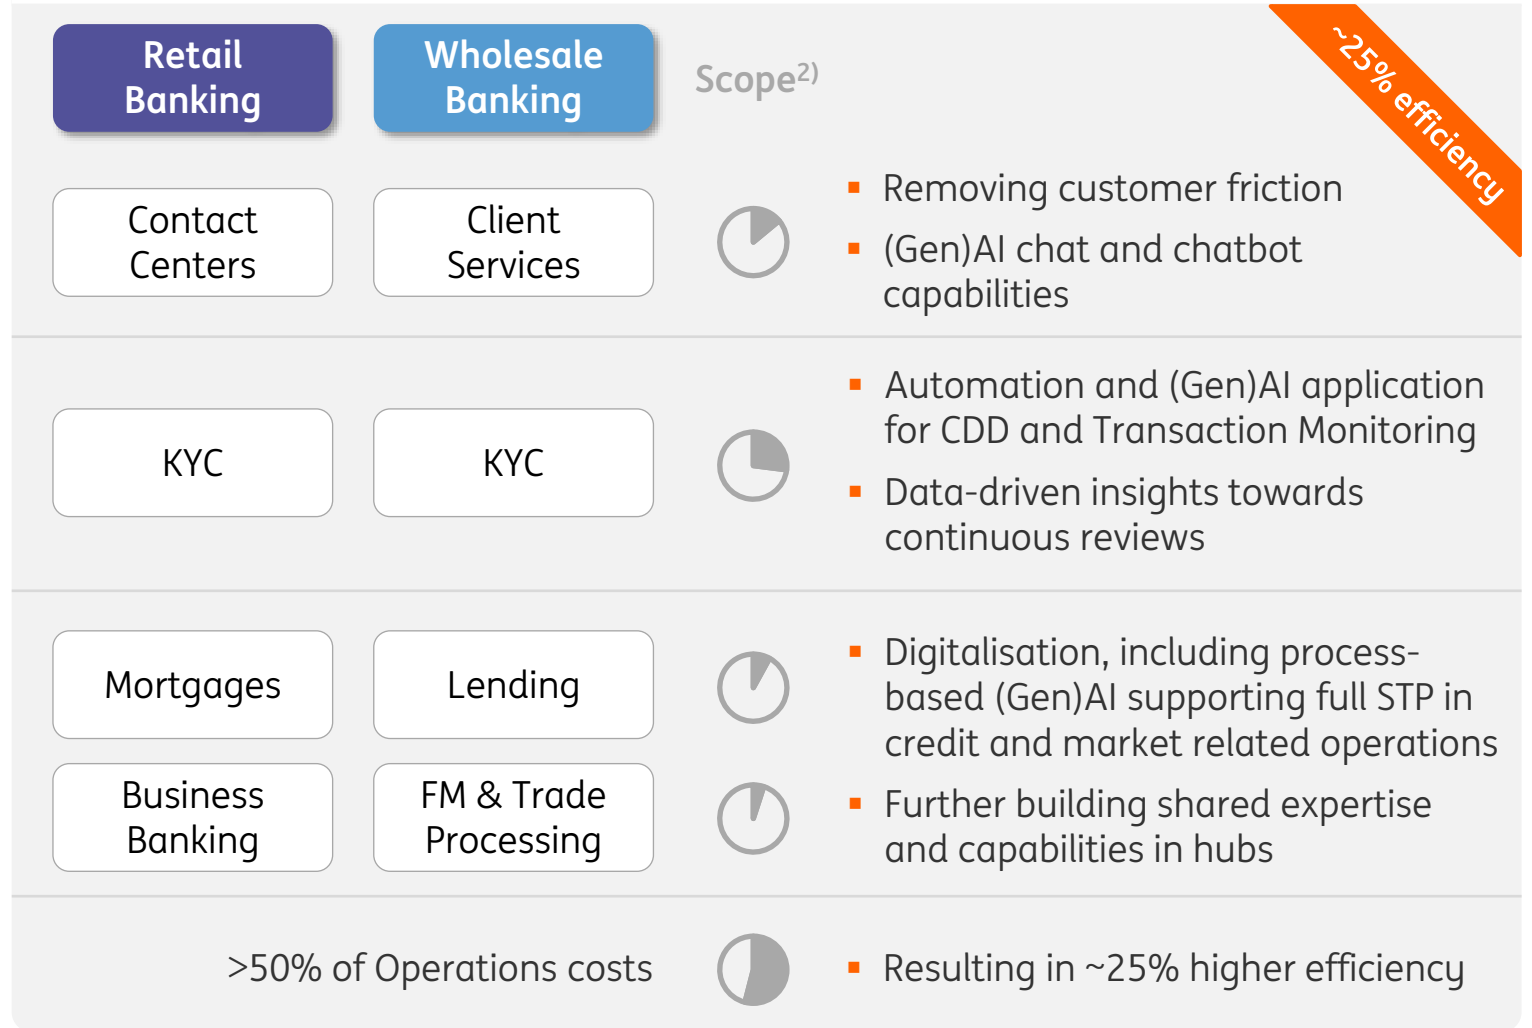 Retail
Banking
Wholesale
Banking
Scope2)
~25% efficiency
Contact
Centers
Client
Services
▪ Removing customer friction
▪ (Gen)AI chat and chatbot
capabilities
KYC
KYC
▪ Automation and (Gen)AI application
for CDD and Transaction Monitoring
▪ Data-driven insights towards
continuous reviews
Mortgages
Lending
▪ Digitalisation, including process-
based (Gen)AI supporting full STP in
credit and market related operations
Business
Banking
FM & Trade
Processing
▪ Further building shared expertise
and capabilities in hubs
>50% of Operations costs
▪ Resulting in ~25% higher efficiency